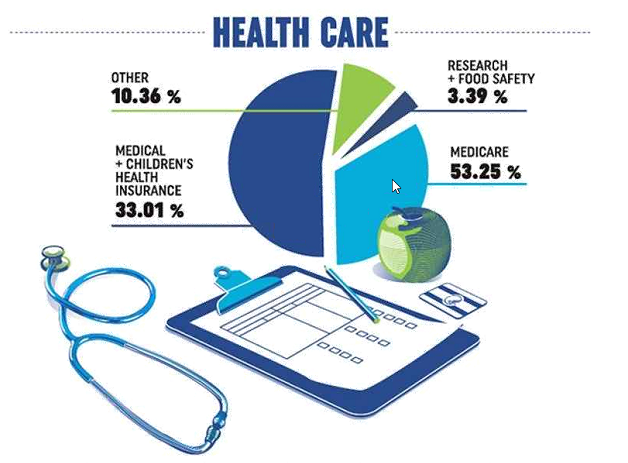 HEALTH CARE
OTHER
10.36 %
RESEARCH
+ FOOD SAFETY
3.39 %
MEDICAL
+ CHILDREN'S
HEALTH
INSURANCE
33.01 %
MEDICARE
53.25 %